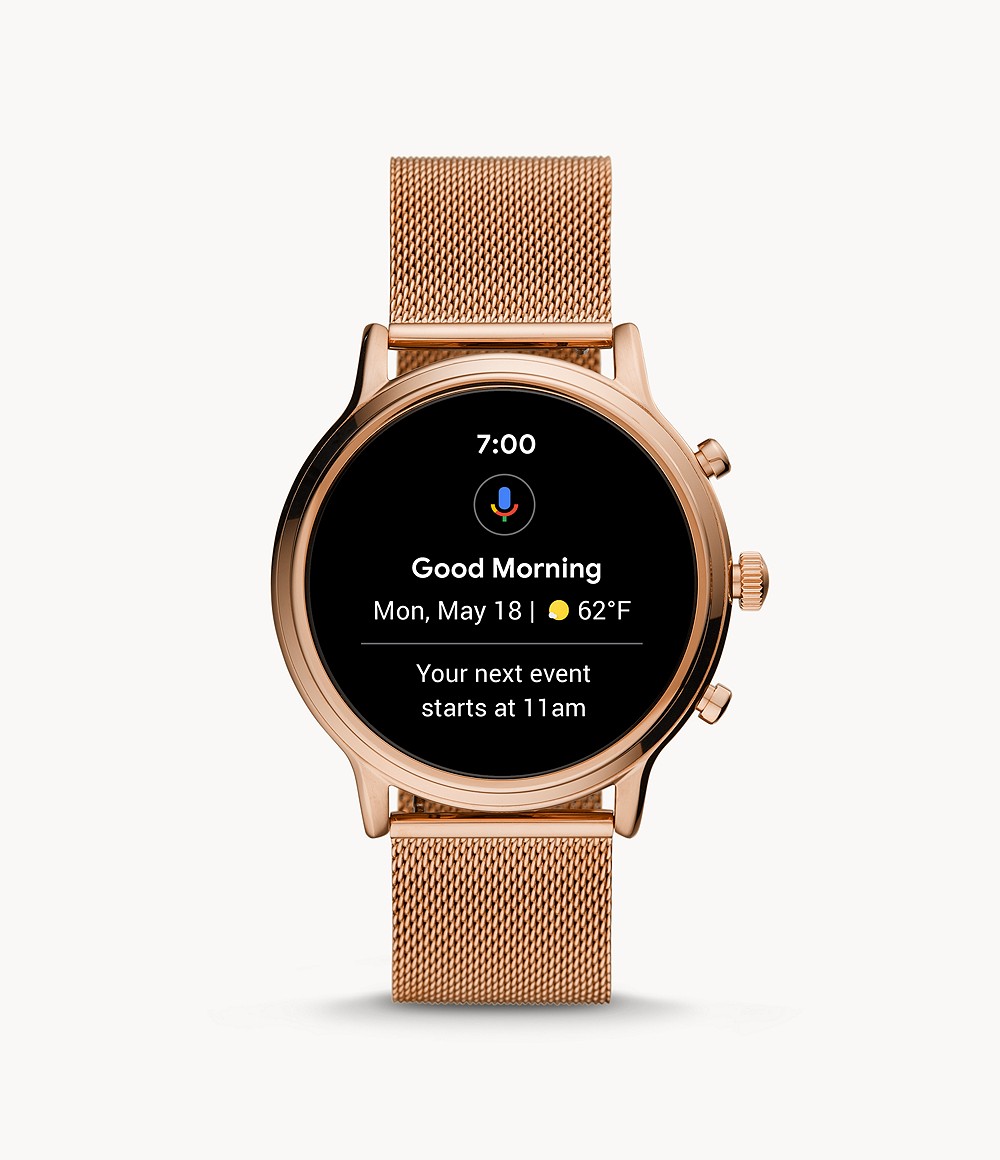 7:00
Good Morning
Mon, May 18 | 62°F
Your next event
starts at 11am